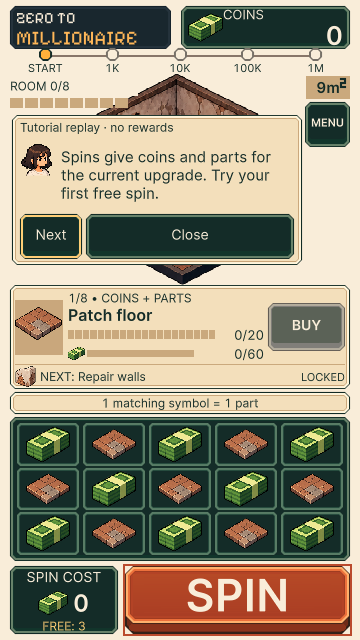 ZERO TO
MILLIONAIRE
COINS
0
START 1K 10K 100K 1M
ROOM 0/8
9m²
MENU
Tutorial replay · no rewards
Spins give coins and parts for
the current upgrade. Try your
first free spin.
Next
Close
1/8 • COINS + PARTS
Patch floor
0/20
0/60
BUY
NEXT: Repair walls
LOCKED
1 matching symbol = 1 part
SPIN COST
0
FREE: 3
SPIN